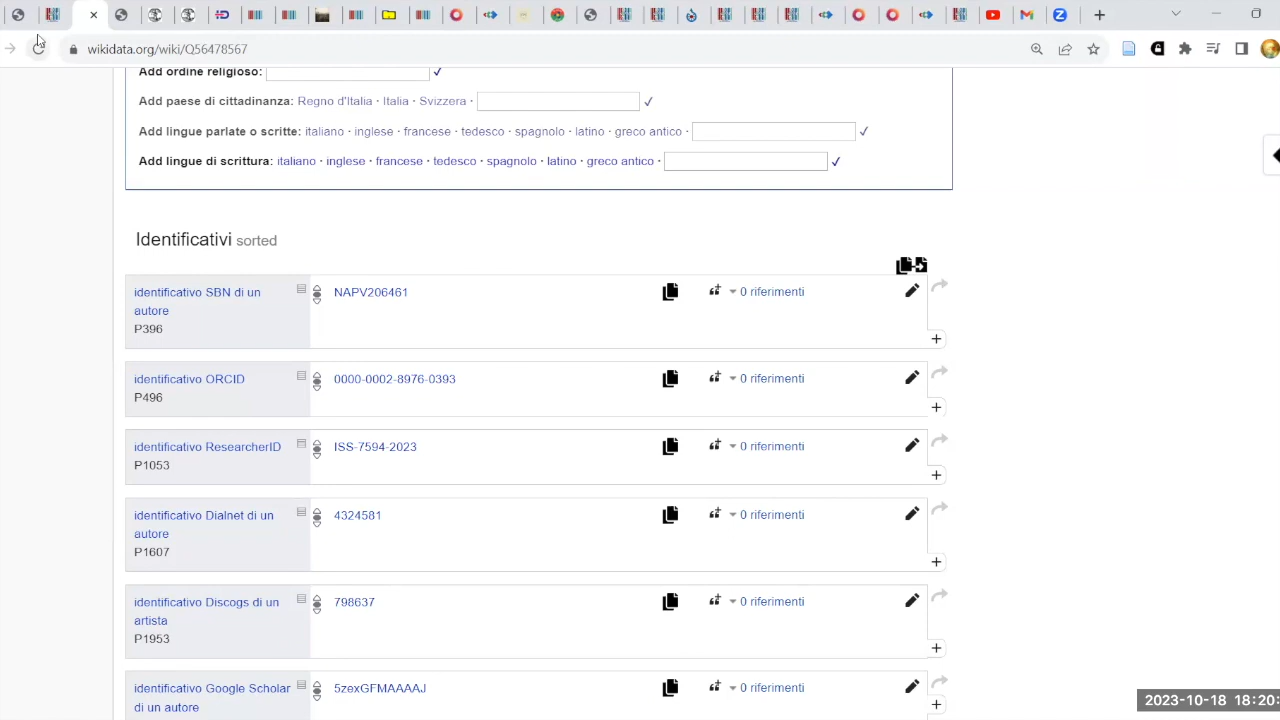 wikidata.org/wiki/Q56478567
Add ordine religioso:
Add paese di cittadinanza: Regno d'Italia · Italia · Svizzera ·
Add lingue parlate o scritte: italiano · inglese · francese · tedesco · spagnolo · latino · greco antico ·
Add lingue di scrittura: italiano · inglese · francese · tedesco · spagnolo · latino · greco antico ·
Identificativi sorted
identificativo SBN di un
autore
P396
NAPV206461
0 riferimenti
identificativo ORCID
P496
0000-0002-8976-0393
0 riferimenti
identificativo ResearcherID
P1053
ISS-7594-2023
0 riferimenti
identificativo Dialnet di un
autore
P1607
4324581
0 riferimenti
identificativo Discogs di un
artista
P1953
798637
0 riferimenti
identificativo Google Scholar
di un autore
5zexGFMAAAAJ
0 riferimenti
2023-10-18 18:20: